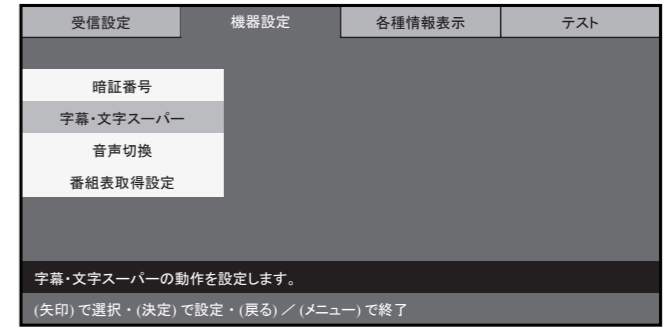 受信設定 機器設定 各種情報表示 テスト
暗証番号
字幕・文字スーパー
音声切換
番組表取得設定
字幕・文字スーパーの動作を設定します。
(矢印) で選択・(決定) で設定・(戻る) ／ (メニュー) で終了